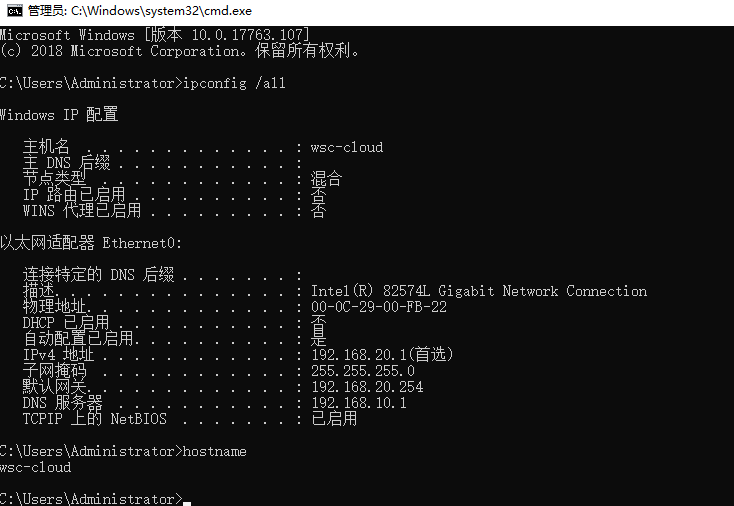 管理员: C:\Windows\system32\cmd.exe
Microsoft Windows [版本 10.0.17763.107]
(c) 2018 Microsoft Corporation。保留所有权利。
C:\Users\Administrator>ipconfig /all
Windows IP 配置
主机名 . . . . . . . . . . . . . : wsc-cloud
主 DNS 后缀 . . . . . . . . . . . :
节点类型 . . . . . . . . . . . . : 混合
IP 路由已启用 . . . . . . . . . . : 否
WINS 代理已启用 . . . . . . . . . : 否
以太网适配器 Ethernet0:
连接特定的 DNS 后缀 . . . . . . . :
描述. . . . . . . . . . . . . . . : Intel(R) 82574L Gigabit Network Connection
物理地址. . . . . . . . . . . . . : 00-0C-29-00-FB-22
DHCP 已启用 . . . . . . . . . . . : 否
自动配置已启用. . . . . . . . . . : 是
IPv4 地址 . . . . . . . . . . . . : 192.168.20.1(首选)
子网掩码 . . . . . . . . . . . . : 255.255.255.0
默认网关. . . . . . . . . . . . . : 192.168.20.254
DNS 服务器 . . . . . . . . . . . : 192.168.10.1
TCPIP 上的 NetBIOS . . . . . . . : 已启用
C:\Users\Administrator>hostname
wsc-cloud
C:\Users\Administrator>